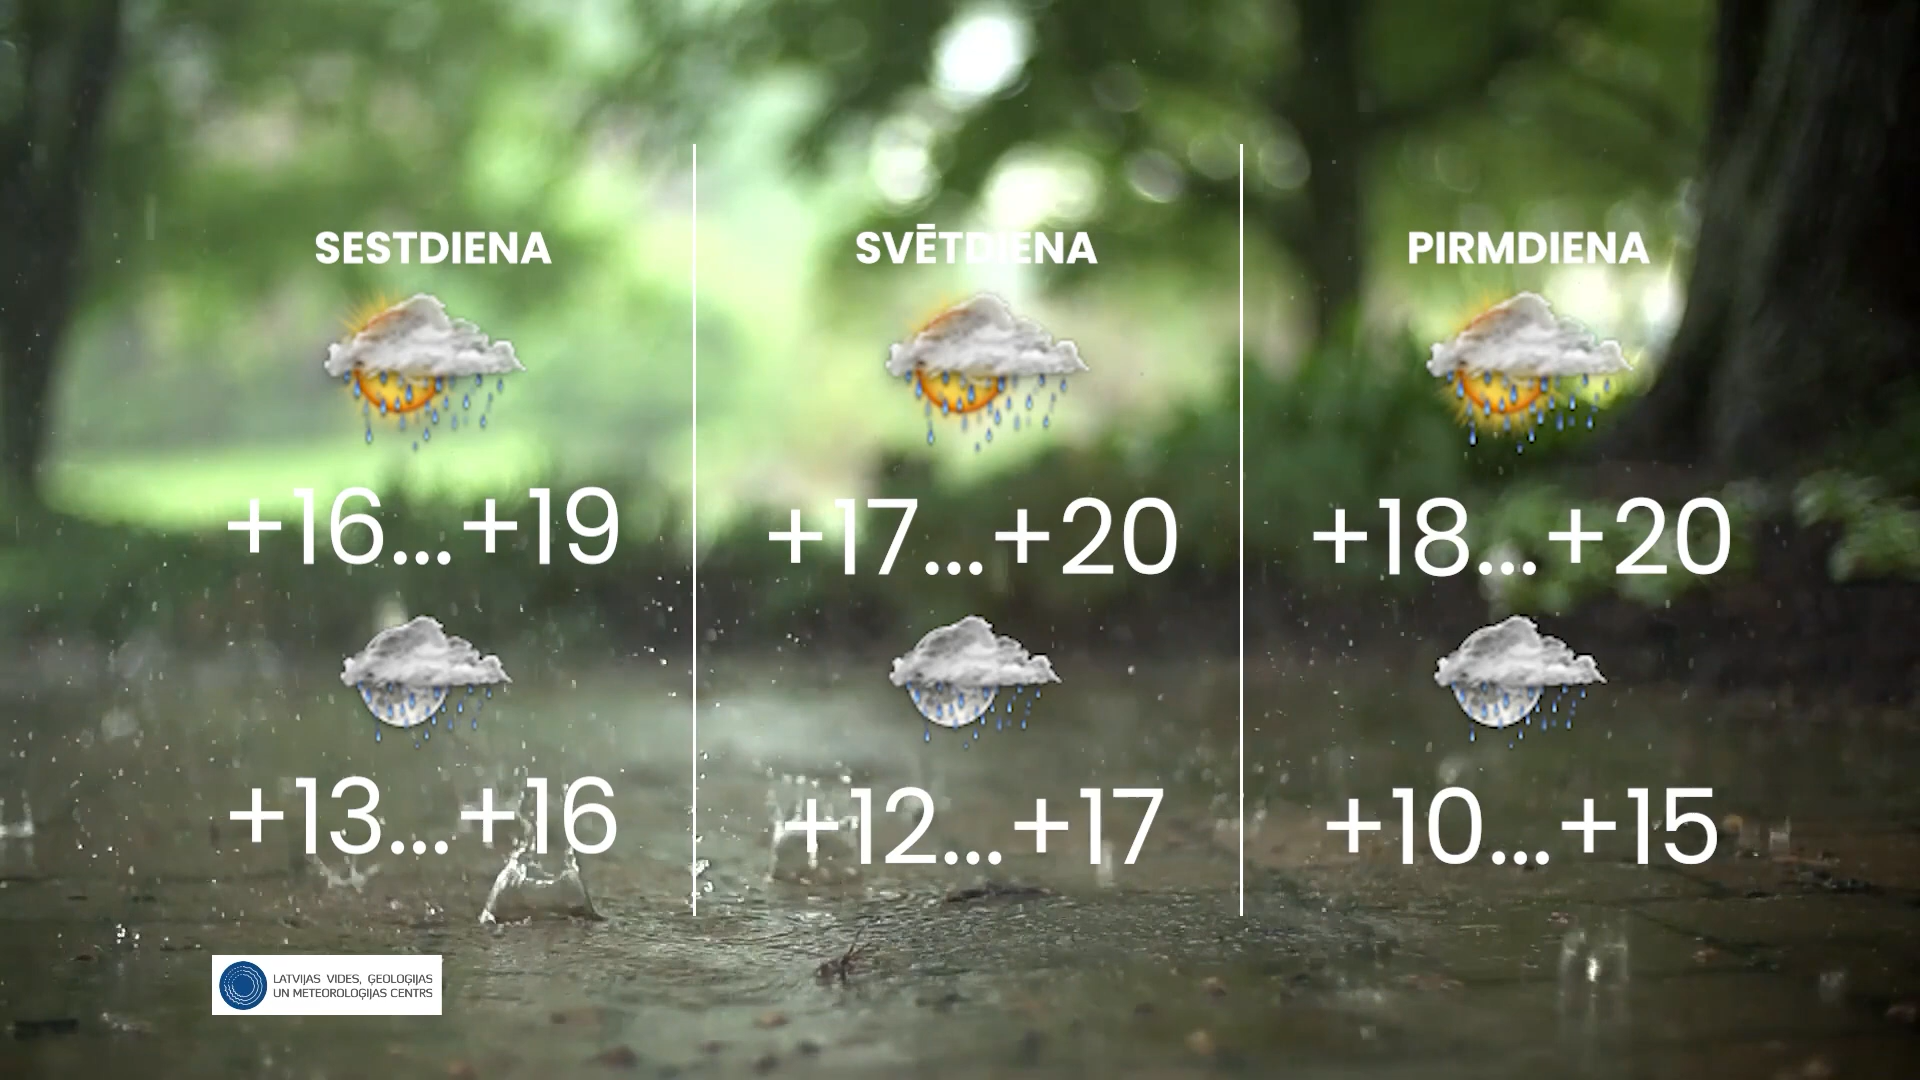 SESTDIENA
+16...+19
+13...+16
SVĒTDIENA
+17...+20
+12...+17
PIRMDIENA
+18...+20
+10...+15
LATVIJAS VIDES, ĢEOLOĢIJAS
UN METEOROLOĢIJAS CENTRS